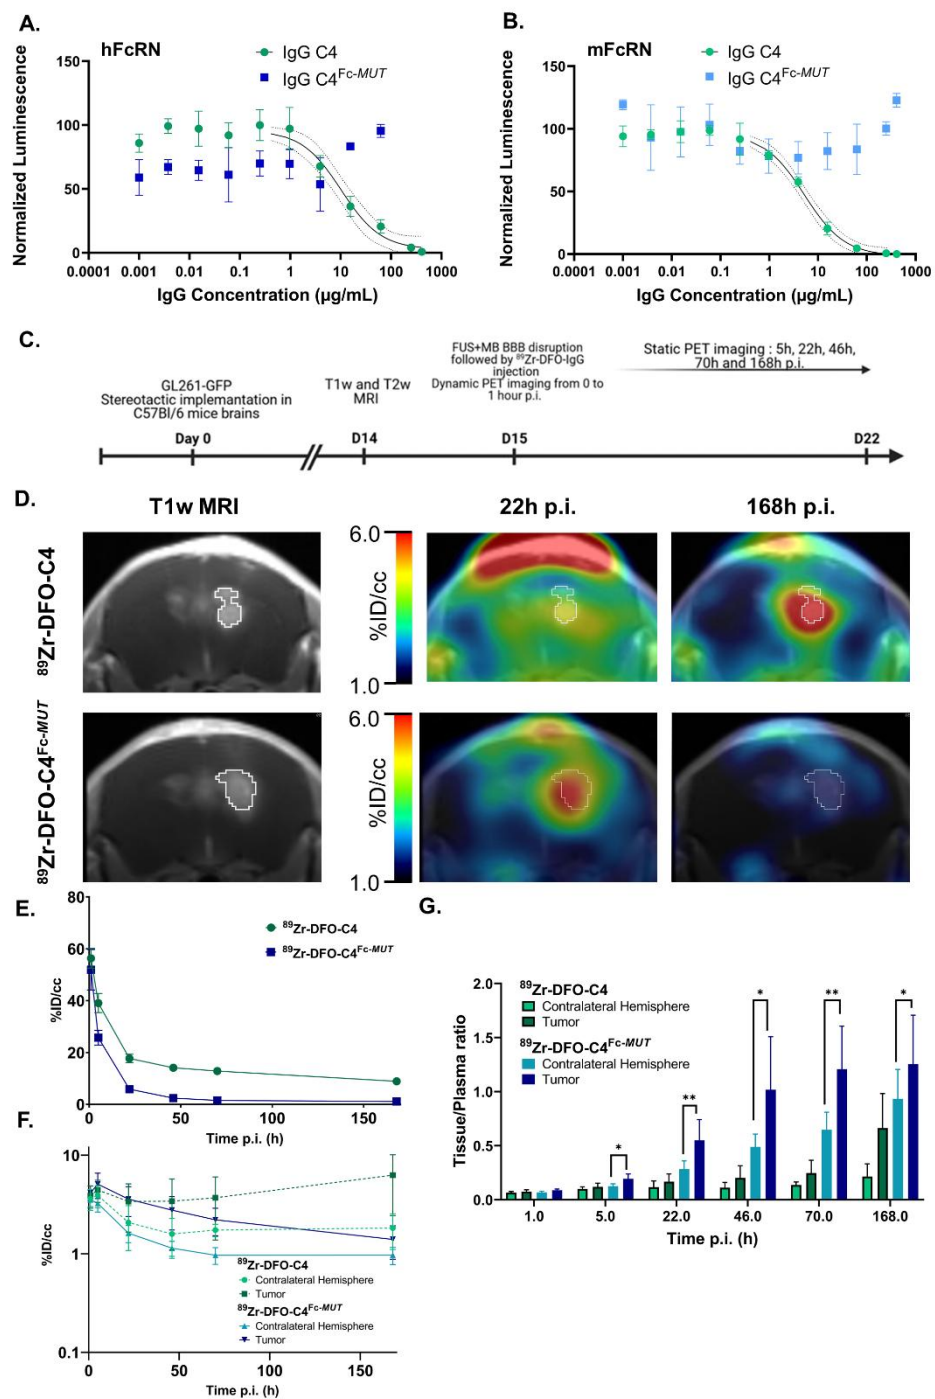 A.
hFcRN
IgG C4
IgG C4Fc-MUT
Normalized Luminescence
150
100
50
0
0.0001 0.001 0.01 0.1 1 10 100 1000
IgG Concentration (µg/mL)
B.
mFcRN
IgG C4
IgG C4Fc-MUT
Normalized Luminescence
150
100
50
0
0.0001 0.001 0.01 0.1 1 10 100 1000
IgG Concentration (µg/mL)
C.
GL261-GFP
Stereotactic implemantation in
C57Bl/6 mice brains
T1w and T2w
MRI
FUS+MB BBB disruption
followed by 89Zr-DFO-IgG
injection
Dynamic PET imaging from 0 to
1 hour p.i.
Static PET imaging : 5h, 22h, 46h,
70h and 168h p.i.
Day 0
D14
D15
D22
D.
T1w MRI
22h p.i.
168h p.i.
89Zr-DFO-C4
6.0
%ID/cc
1.0
89Zr-DFO-C4Fc-MUT
6.0
%ID/cc
1.0
E.
80
60
40
20
0
%ID/cc
89Zr-DFO-C4
89Zr-DFO-C4Fc-MUT
0 50 100 150
Time p.i. (h)
F.
10
1
0.1
%ID/cc
89Zr-DFO-C4
Contralateral Hemisphere
Tumor
89Zr-DFO-C4Fc-MUT
Contralateral Hemisphere
Tumor
0 50 100 150
Time p.i. (h)
G.
2.0
1.5
1.0
0.5
0.0
Tissue/Plasma ratio
89Zr-DFO-C4
Contralateral Hemisphere
Tumor
89Zr-DFO-C4Fc-MUT
Contralateral Hemisphere
Tumor
* ** * ** *
1.0 5.0 22.0 46.0 70.0 168.0
Time p.i. (h)